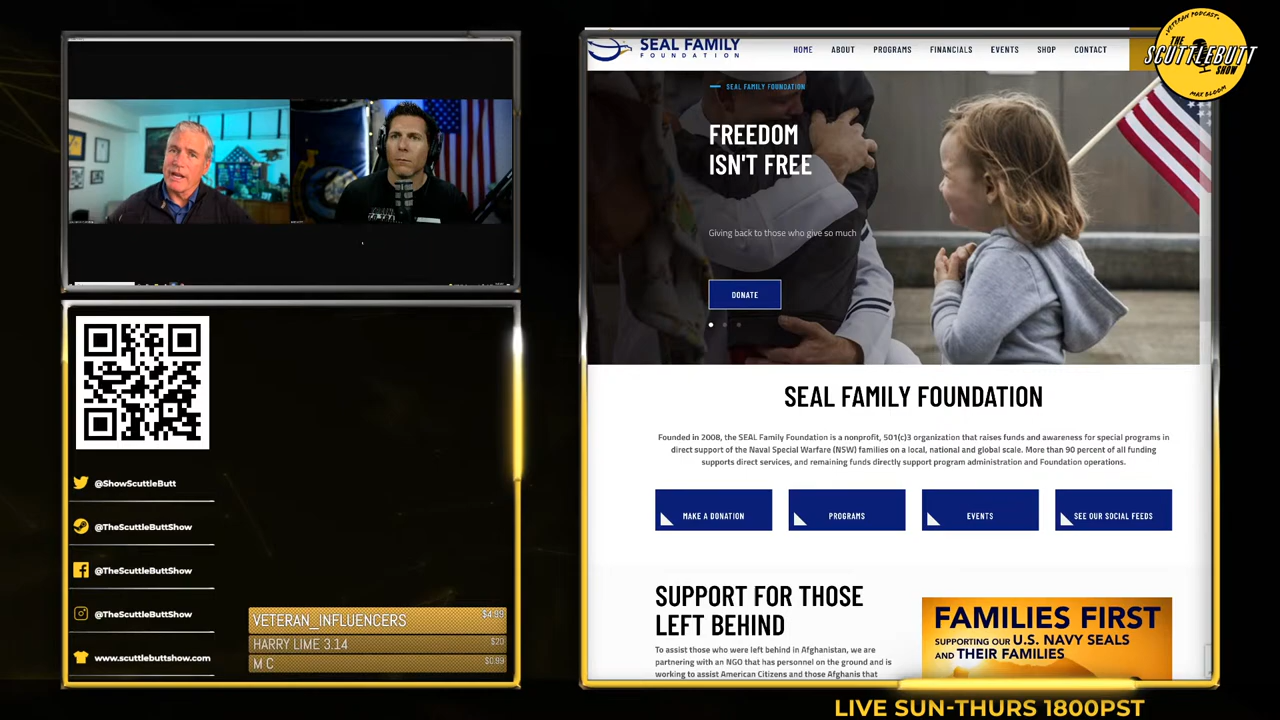 SEAL FAMILY
FOUNDATION
HOME
ABOUT
PROGRAMS
FINANCIALS
EVENTS
SHOP
CONTACT
VETERAN PODCAST
THE
SCUTTLEBUTT
SHOW
MAX BLOOM
SEAL FAMILY FOUNDATION
FREEDOM
ISN'T FREE
Giving back to those who give so much
DONATE
SEAL FAMILY FOUNDATION
Founded in 2008, the SEAL Family Foundation is a nonprofit, 501(c)3 organization that raises funds and awareness for special programs in
direct support of the Naval Special Warfare (NSW) families on a local, national and global scale. More than 90 percent of all funding
supports direct services, and remaining funds directly support program administration and Foundation operations.
MAKE A DONATION
PROGRAMS
EVENTS
SEE OUR SOCIAL FEEDS
SUPPORT FOR THOSE
LEFT BEHIND
To assist those who were left behind in Afghanistan, we are
partnering with an NGO that has personnel on the ground and is
working to assist American Citizens and those Afghanis that
FAMILIES FIRST
SUPPORTING OUR U.S. NAVY SEALS
AND THEIR FAMILIES
@ShowScuttleButt
@TheScuttleButtShow
@TheScuttleButtShow
@TheScuttleButtShow
www.scuttlebuttshow.com
VETERAN_INFLUENCERS $4.99
HARRY LIME 3.14 $20
M C $0.99
LIVE SUN-THURS 1800PST